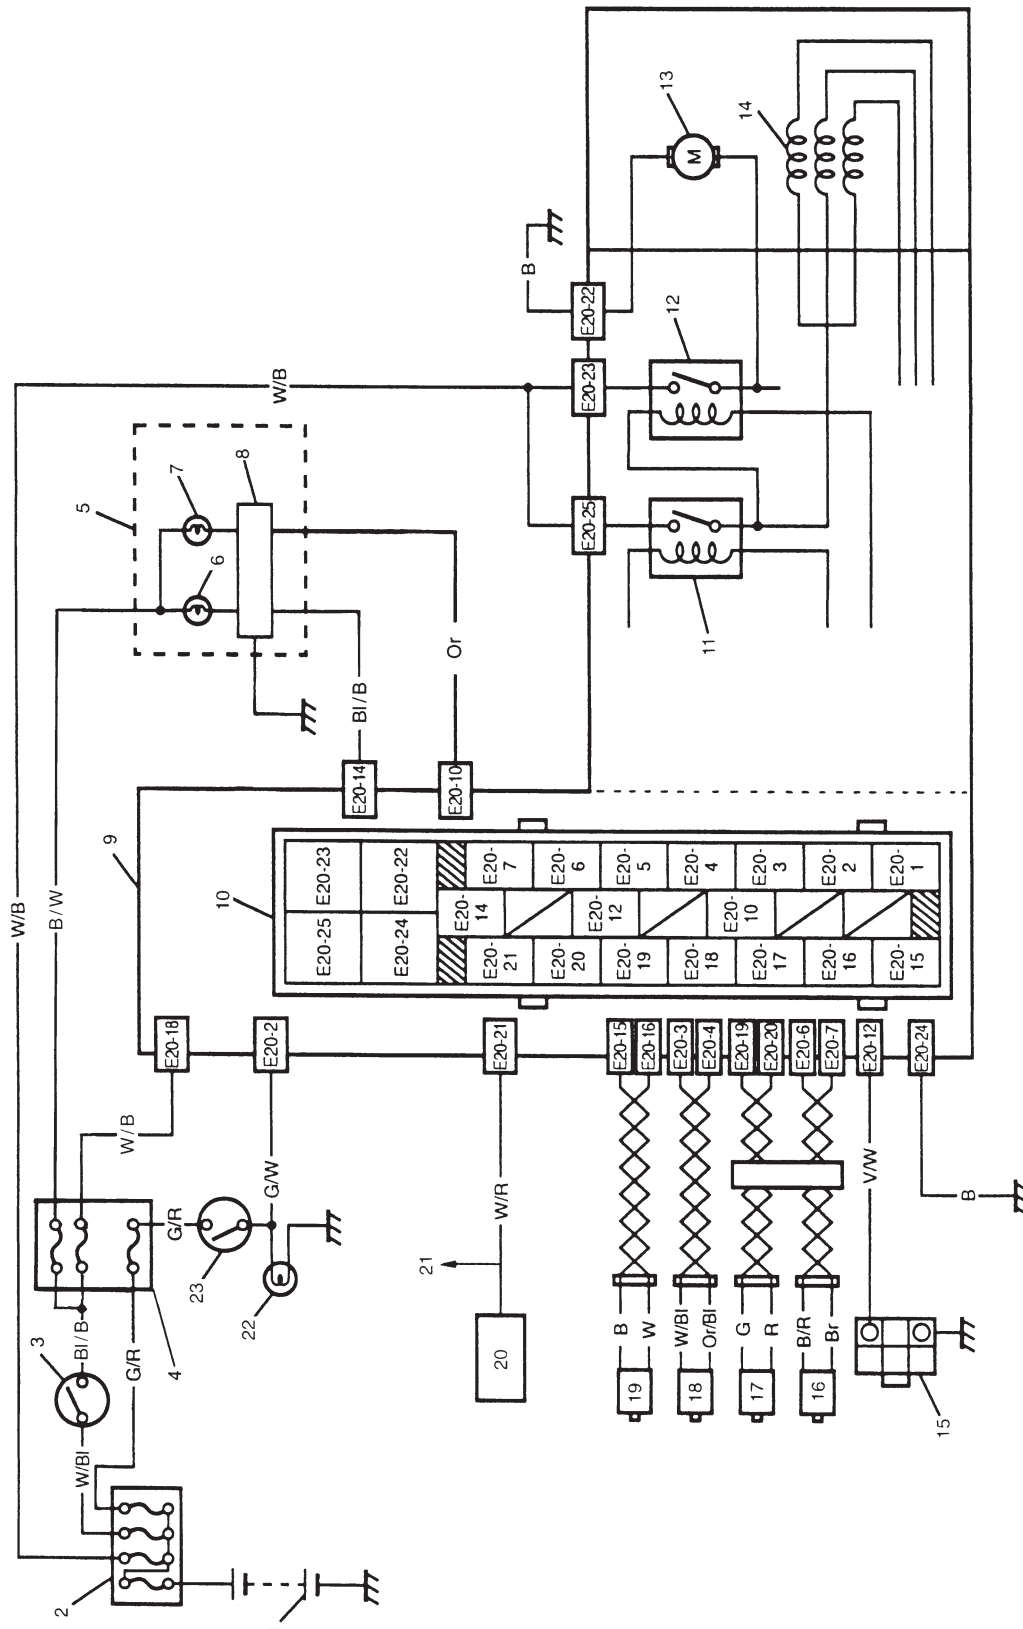 W/B
B/W
W/B
W/B
5
7
8
6
Bl/B
Or
E20-14
E20-10
B
E20-22
E20-23
E20-25
12
11
13
M
14
9
10
E20-25
E20-23
E20-24
E20-22
E20-14
E20-7
E20-6
E20-5
E20-4
E20-3
E20-2
E20-1
E20-12
E20-10
E20-21
E20-20
E20-19
E20-18
E20-17
E20-16
E20-15
E20-18
E20-2
E20-21
E20-15
E20-16
E20-3
E20-4
E20-19
E20-20
E20-6
E20-7
E20-12
E20-24
G/R
G/W
23
22
W/R
21
20
B
W
W/Bl
Or/Bl
G
R
B/R
Br
19
18
17
16
V/W
B
15
3
Bl/B
G/R
4
W/Bl
2